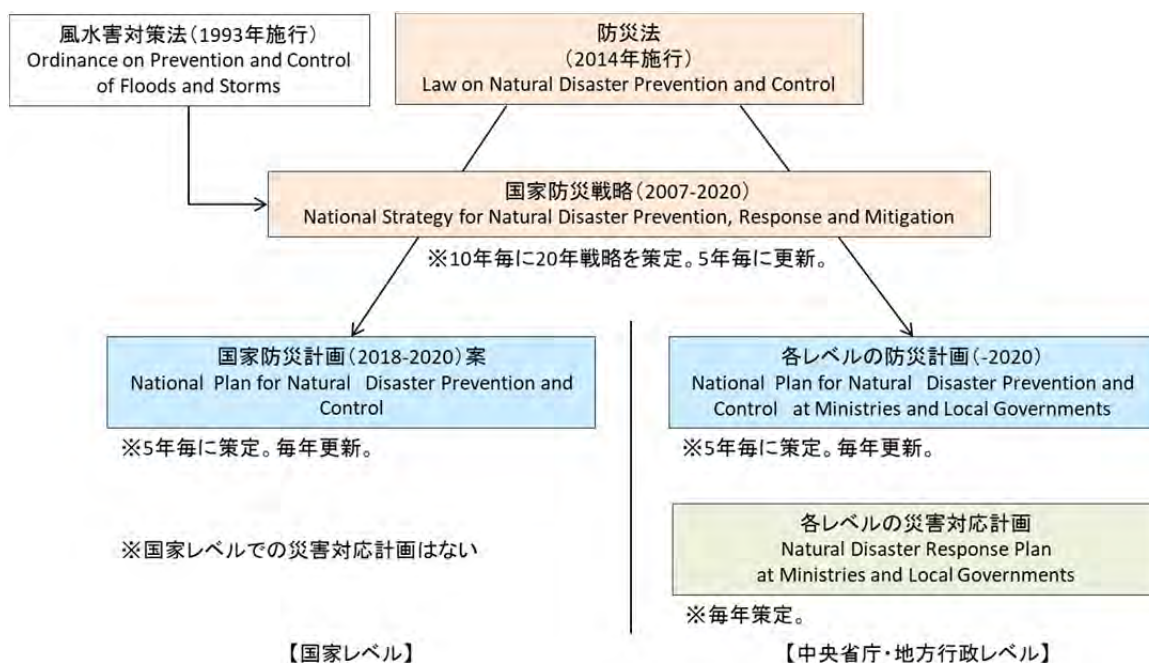 風水害対策法(1993年施行)
Ordinance on Prevention and Control
of Floods and Storms
防災法
(2014年施行)
Law on Natural Disaster Prevention and Control
国家防災戦略(2007-2020)
National Strategy for Natural Disaster Prevention, Response and Mitigation
※10年毎に20年戦略を策定。5年毎に更新。
国家防災計画(2018-2020)案
National Plan for Natural Disaster Prevention and
Control
※5年毎に策定。毎年更新。
※国家レベルでの災害対応計画はない
【国家レベル】
各レベルの防災計画(-2020)
National Plan for Natural Disaster Prevention and
Control at Ministries and Local Governments
※5年毎に策定。毎年更新。
各レベルの災害対応計画
Natural Disaster Response Plan
at Ministries and Local Governments
※毎年策定。
【中央省庁・地方行政レベル】